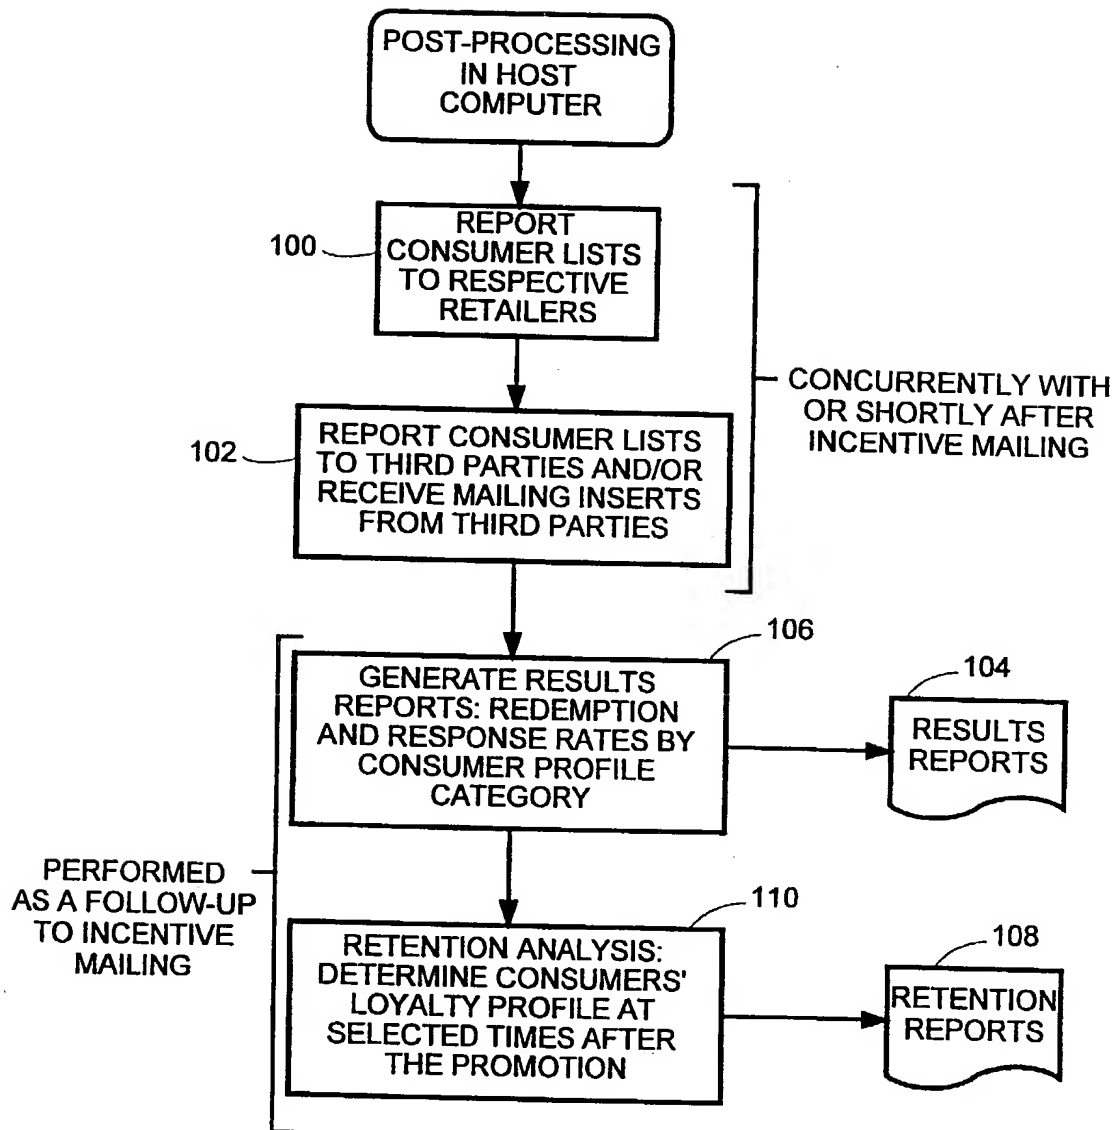 POST-PROCESSING
IN HOST
COMPUTER
100
REPORT
CONSUMER LISTS
TO RESPECTIVE
RETAILERS
CONCURRENTLY WITH
OR SHORTLY AFTER
INCENTIVE MAILING
102
REPORT CONSUMER LISTS
TO THIRD PARTIES AND/OR
RECEIVE MAILING INSERTS
FROM THIRD PARTIES
106
GENERATE RESULTS
REPORTS: REDEMPTION
AND RESPONSE RATES BY
CONSUMER PROFILE
CATEGORY
104
RESULTS
REPORTS
PERFORMED
AS A FOLLOW-UP
TO INCENTIVE
MAILING
110
RETENTION ANALYSIS:
DETERMINE CONSUMERS'
LOYALTY PROFILE AT
SELECTED TIMES AFTER
THE PROMOTION
108
RETENTION
REPORTS